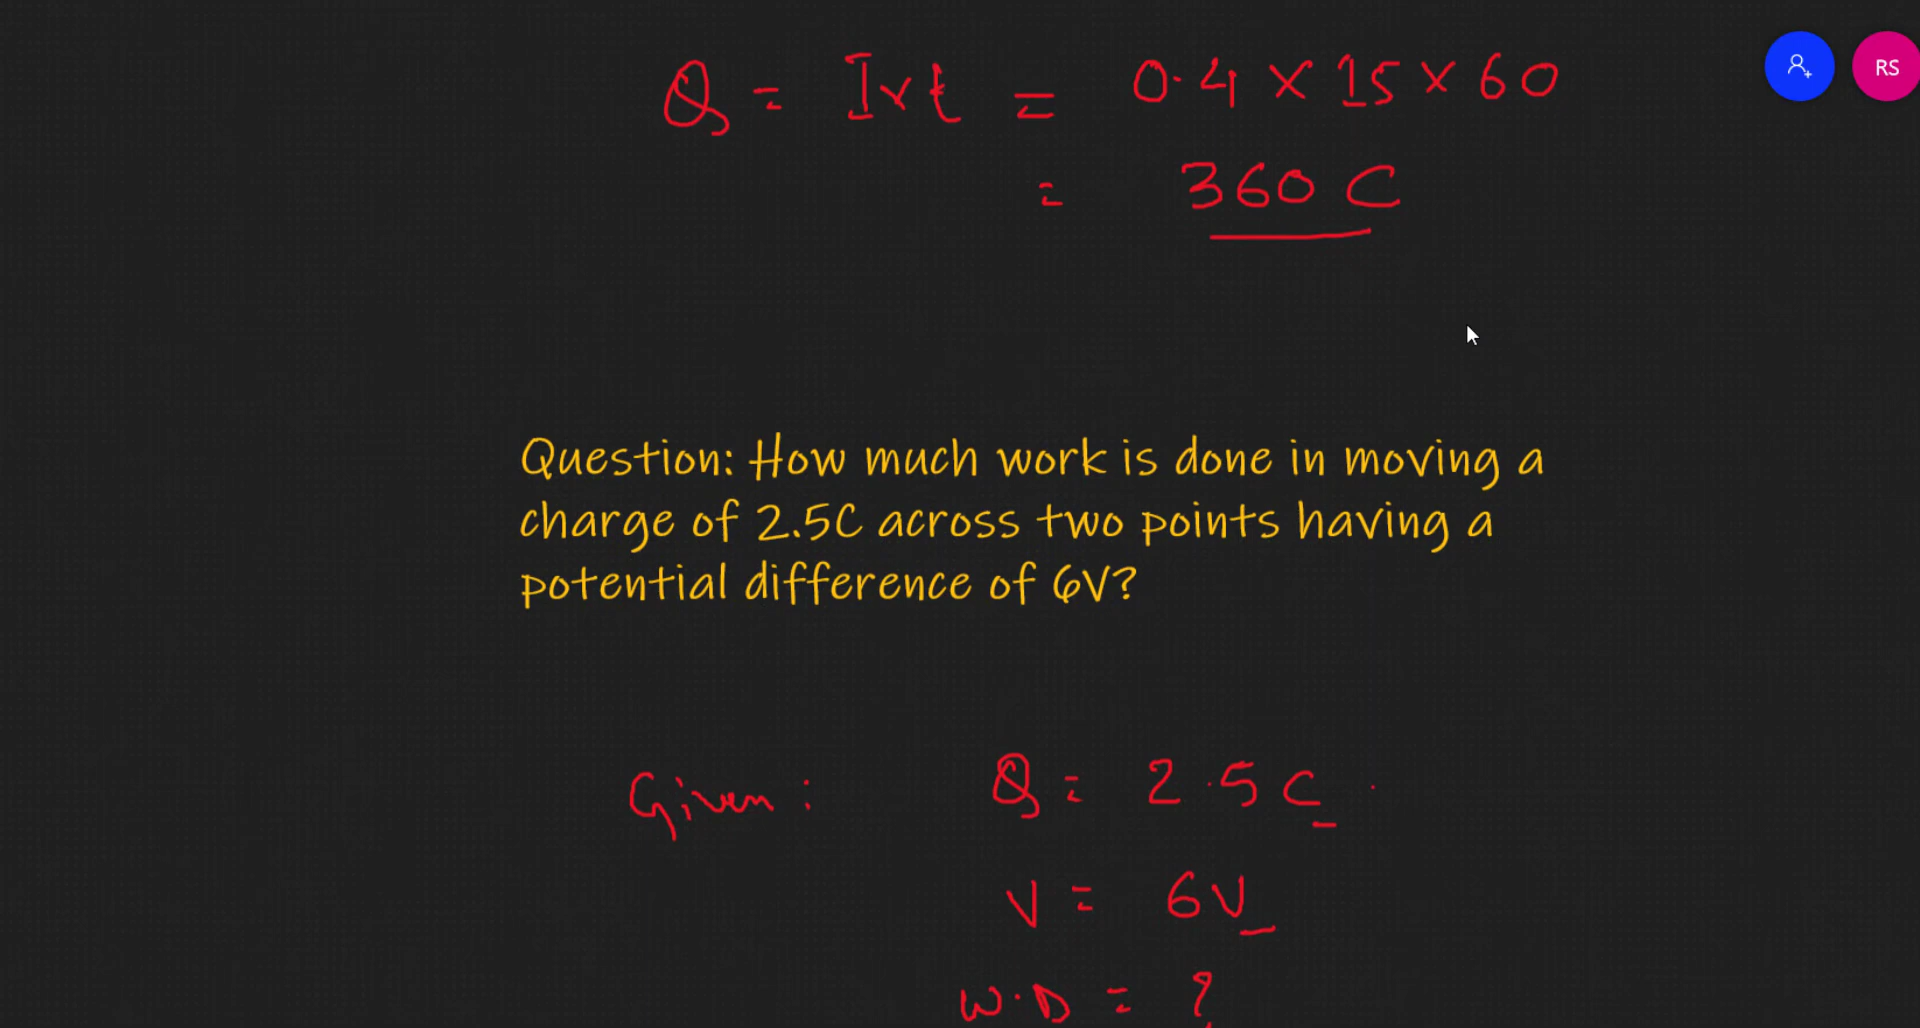 Q = I x t = 0.4 x 15 x 60
= 360 C
RS
Question: How much work is done in moving a
charge of 2.5C across two points having a
potential difference of 6V?
Given: Q = 2.5 C
V = 6V
W.D = ?